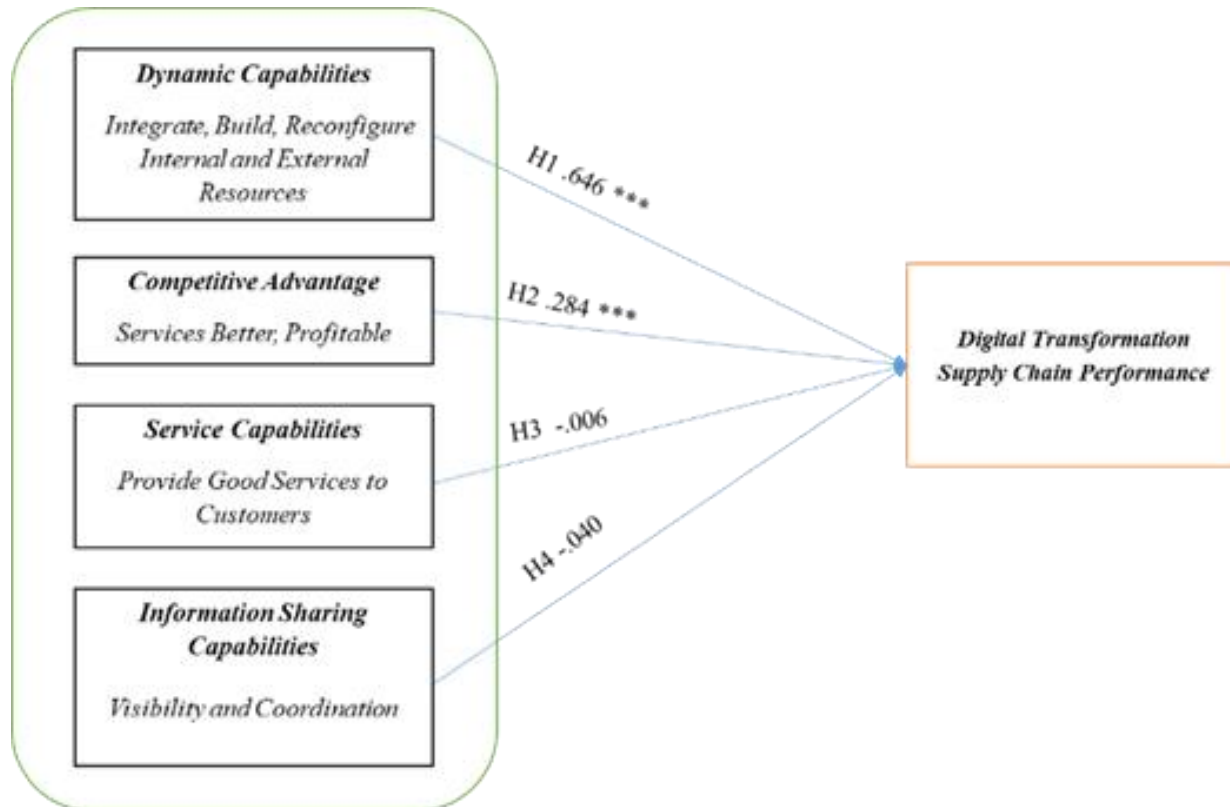 Dynamic Capabilities
Integrate, Build, Reconfigure
Internal and External
Resources
H1 .646 ***
Competitive Advantage
Services Better, Profitable
H2 .284 ***
Digital Transformation
Supply Chain Performance
Service Capabilities
Provide Good Services to
Customers
H3 -.006
Information Sharing
Capabilities
Visibility and Coordination
H4 -.040